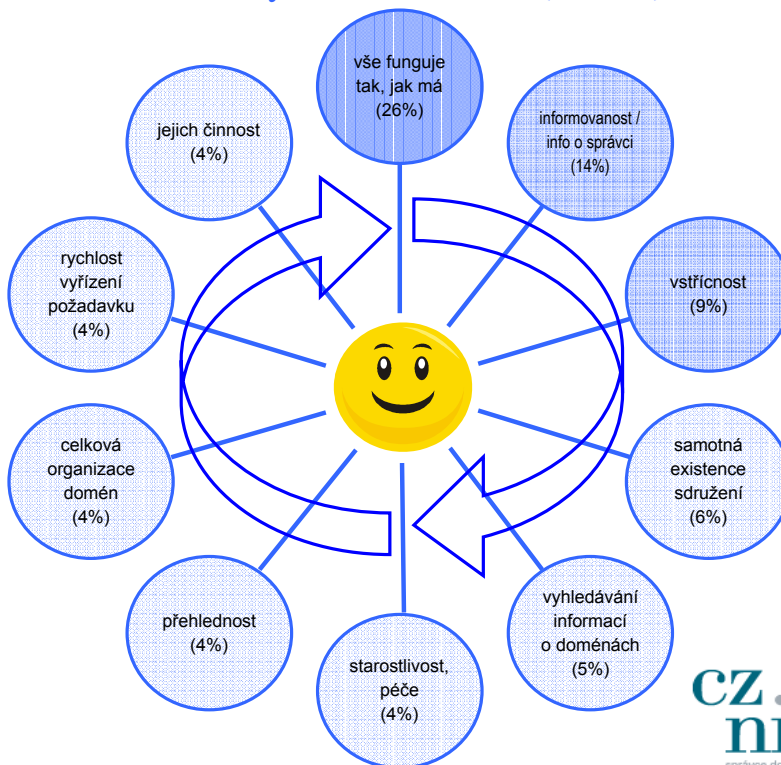 vše funguje
tak, jak má
(26%)
informovanost /
info o správci
(14%)
vstřícnost
(9%)
samotná
existence
sdružení
(6%)
vyhledávání
informací
o doménách
(5%)
starostlivost,
péče
(4%)
přehlednost
(4%)
celková
organizace
domén
(4%)
rychlost
vyřízení
požadavku
(4%)
jejich činnost
(4%)
cz.